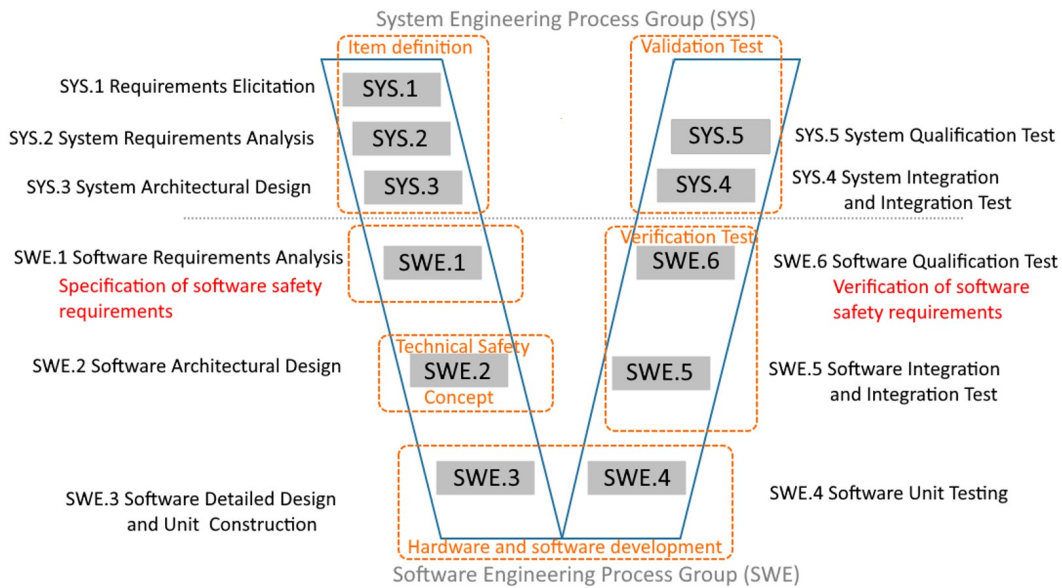 System Engineering Process Group (SYS)
Item definition
Validation Test
SYS.1 Requirements Elicitation
SYS.1
SYS.2 System Requirements Analysis
SYS.2
SYS.5
SYS.5 System Qualification Test
SYS.3 System Architectural Design
SYS.3
SYS.4
SYS.4 System Integration
and Integration Test
Verification Test
SWE.1 Software Requirements Analysis
Specification of software safety
requirements
SWE.1
SWE.6
SWE.6 Software Qualification Test
Verification of software
safety requirements
Technical Safety
SWE.2 Software Architectural Design
SWE.2
Concept
SWE.5
SWE.5 Software Integration
and Integration Test
SWE.3
SWE.4
SWE.3 Software Detailed Design
and Unit Construction
SWE.4 Software Unit Testing
Hardware and software development
Software Engineering Process Group (SWE)